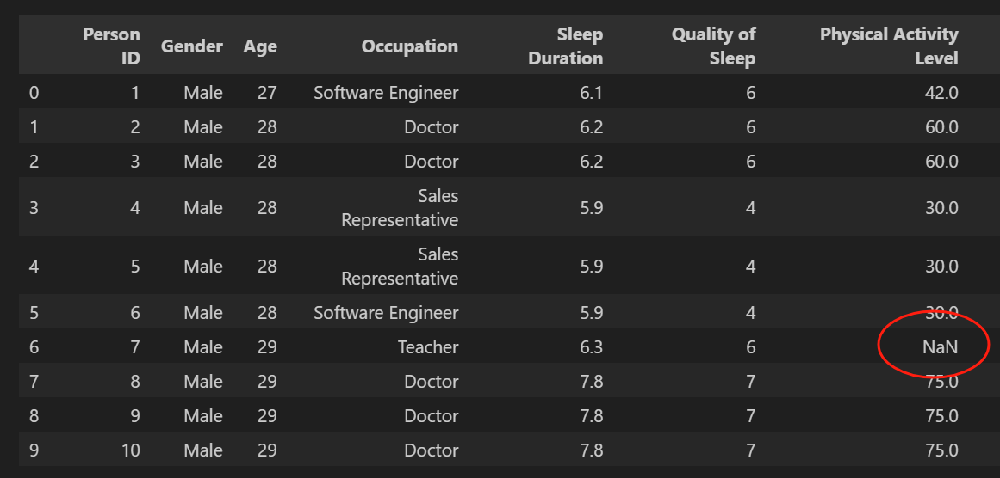 Person ID Gender Age Occupation Sleep Duration Quality of Sleep Physical Activity Level
0 1 Male 27 Software Engineer 6.1 6 42.0
1 2 Male 28 Doctor 6.2 6 60.0
2 3 Male 28 Doctor 6.2 6 60.0
3 4 Male 28 Sales Representative 5.9 4 30.0
4 5 Male 28 Sales Representative 5.9 4 30.0
5 6 Male 28 Software Engineer 5.9 4 30.0
6 7 Male 29 Teacher 6.3 6 NaN
7 8 Male 29 Doctor 7.8 7 75.0
8 9 Male 29 Doctor 7.8 7 75.0
9 10 Male 29 Doctor 7.8 7 75.0